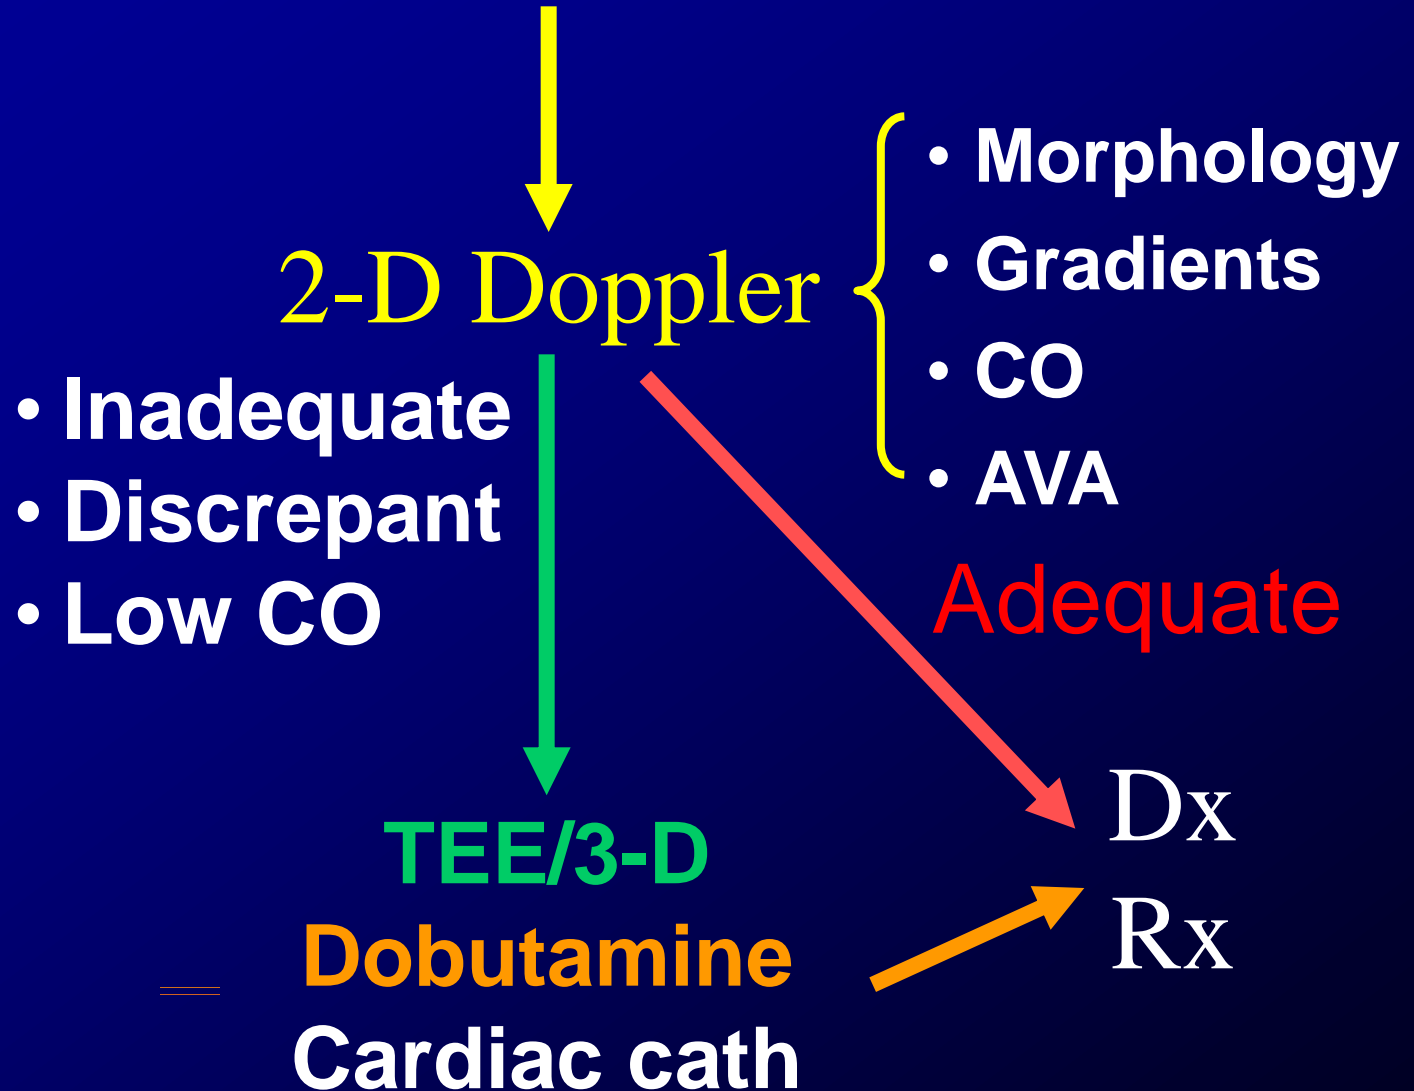 2-D Doppler
• Morphology
• Gradients
• CO
• AVA
• Inadequate
• Discrepant
• Low CO
Adequate
TEE/3-D
Dobutamine
Cardiac cath
Dx
Rx